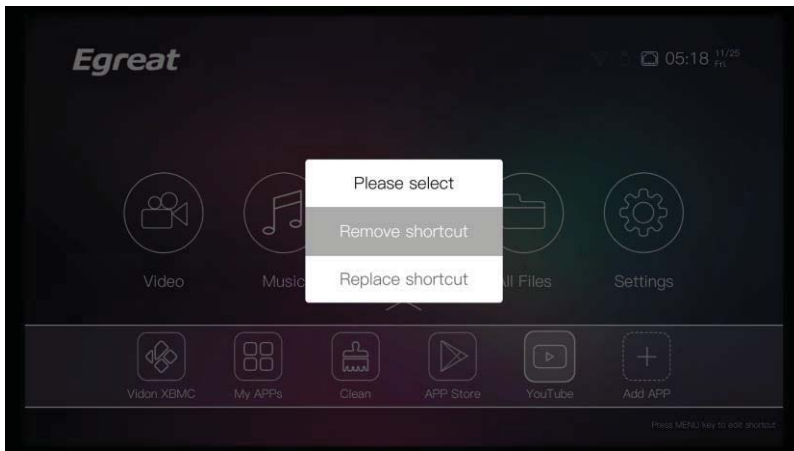 Egreat
05:18 11/25
Fri.
Please select
Remove shortcut
Replace shortcut
Video
Music
All Files
Settings
Vidon XBMC
My APPs
Clean
APP Store
YouTube
Add APP
Press MENU key to edit shortcut